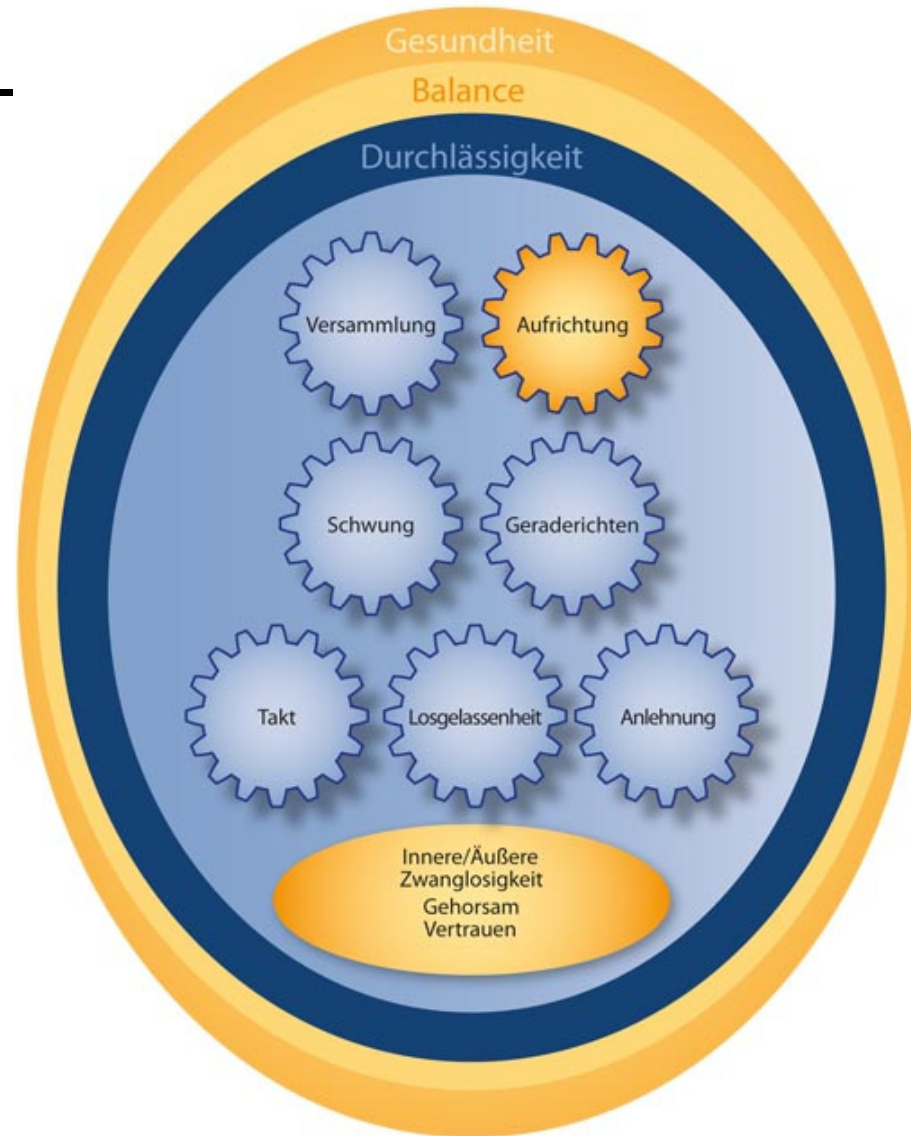 Gesundheit
Balance
Durchlässigkeit
Versammlung
Aufrichtung
Schwung
Geraderichten
Takt
Losgelassenheit
Anlehnung
Innere/Äußere
Zwanglosigkeit
Gehorsam
Vertrauen